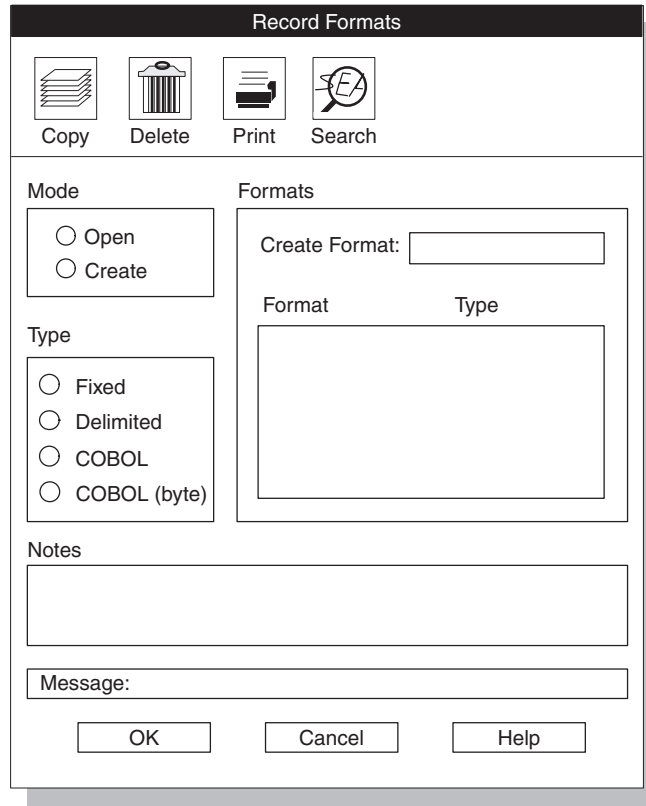 Record Formats
Copy Delete Print Search
SEA
Mode
Open
Create
Type
Fixed
Delimited
COBOL
COBOL (byte)
Formats
Create Format:
Format Type
Notes
Message:
OK Cancel Help